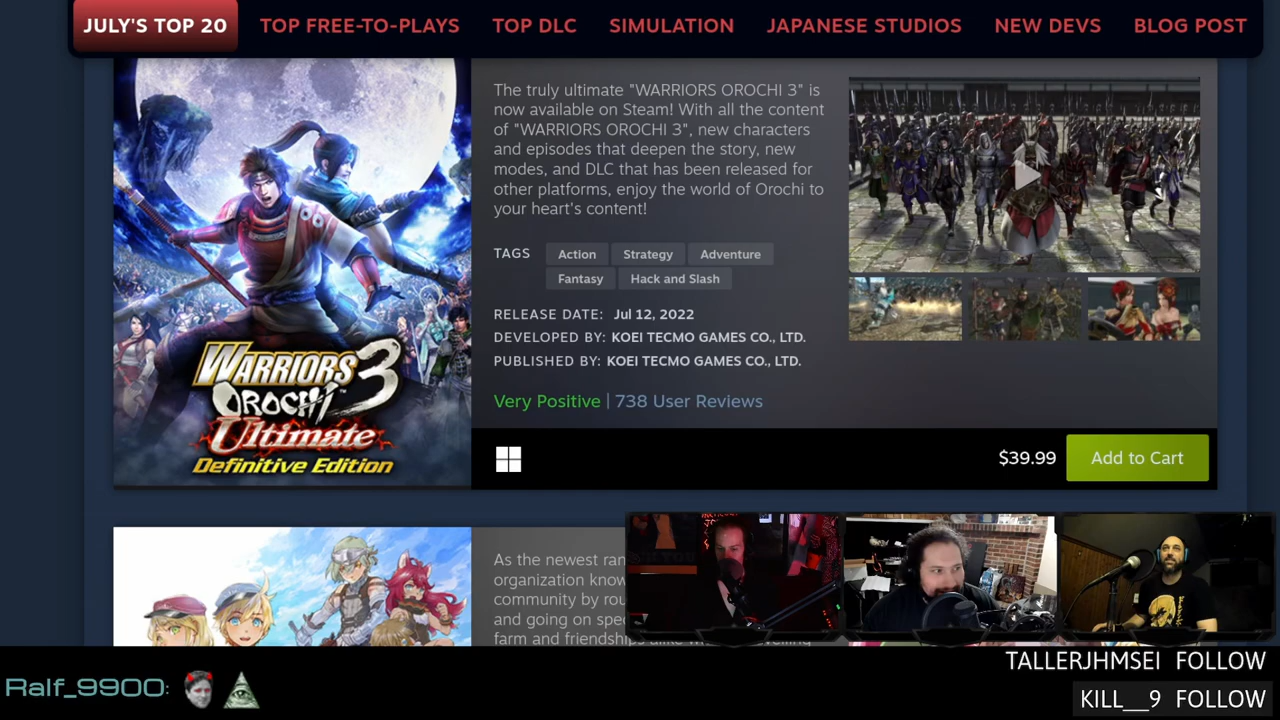 JULY'S TOP 20 TOP FREE-TO-PLAYS TOP DLC SIMULATION JAPANESE STUDIOS NEW DEVS BLOG POST
The truly ultimate "WARRIORS OROCHI 3" is
now available on Steam! With all the content
of "WARRIORS OROCHI 3", new characters
and episodes that deepen the story, new
modes, and DLC that has been released for
other platforms, enjoy the world of Orochi to
your heart's content!
TAGS Action Strategy Adventure
Fantasy Hack and Slash
RELEASE DATE: Jul 12, 2022
DEVELOPED BY: KOEI TECMO GAMES CO., LTD.
PUBLISHED BY: KOEI TECMO GAMES CO., LTD.
Very Positive | 738 User Reviews
WARRIORS
OROCHI 3
Ultimate
Definitive Edition
$39.99 Add to Cart
As the newest ran
organization know
community by rou
and going on spec
farm and friendships
TALLERJHMSEI FOLLOW
Ralf_9900:
KILL__9 FOLLOW